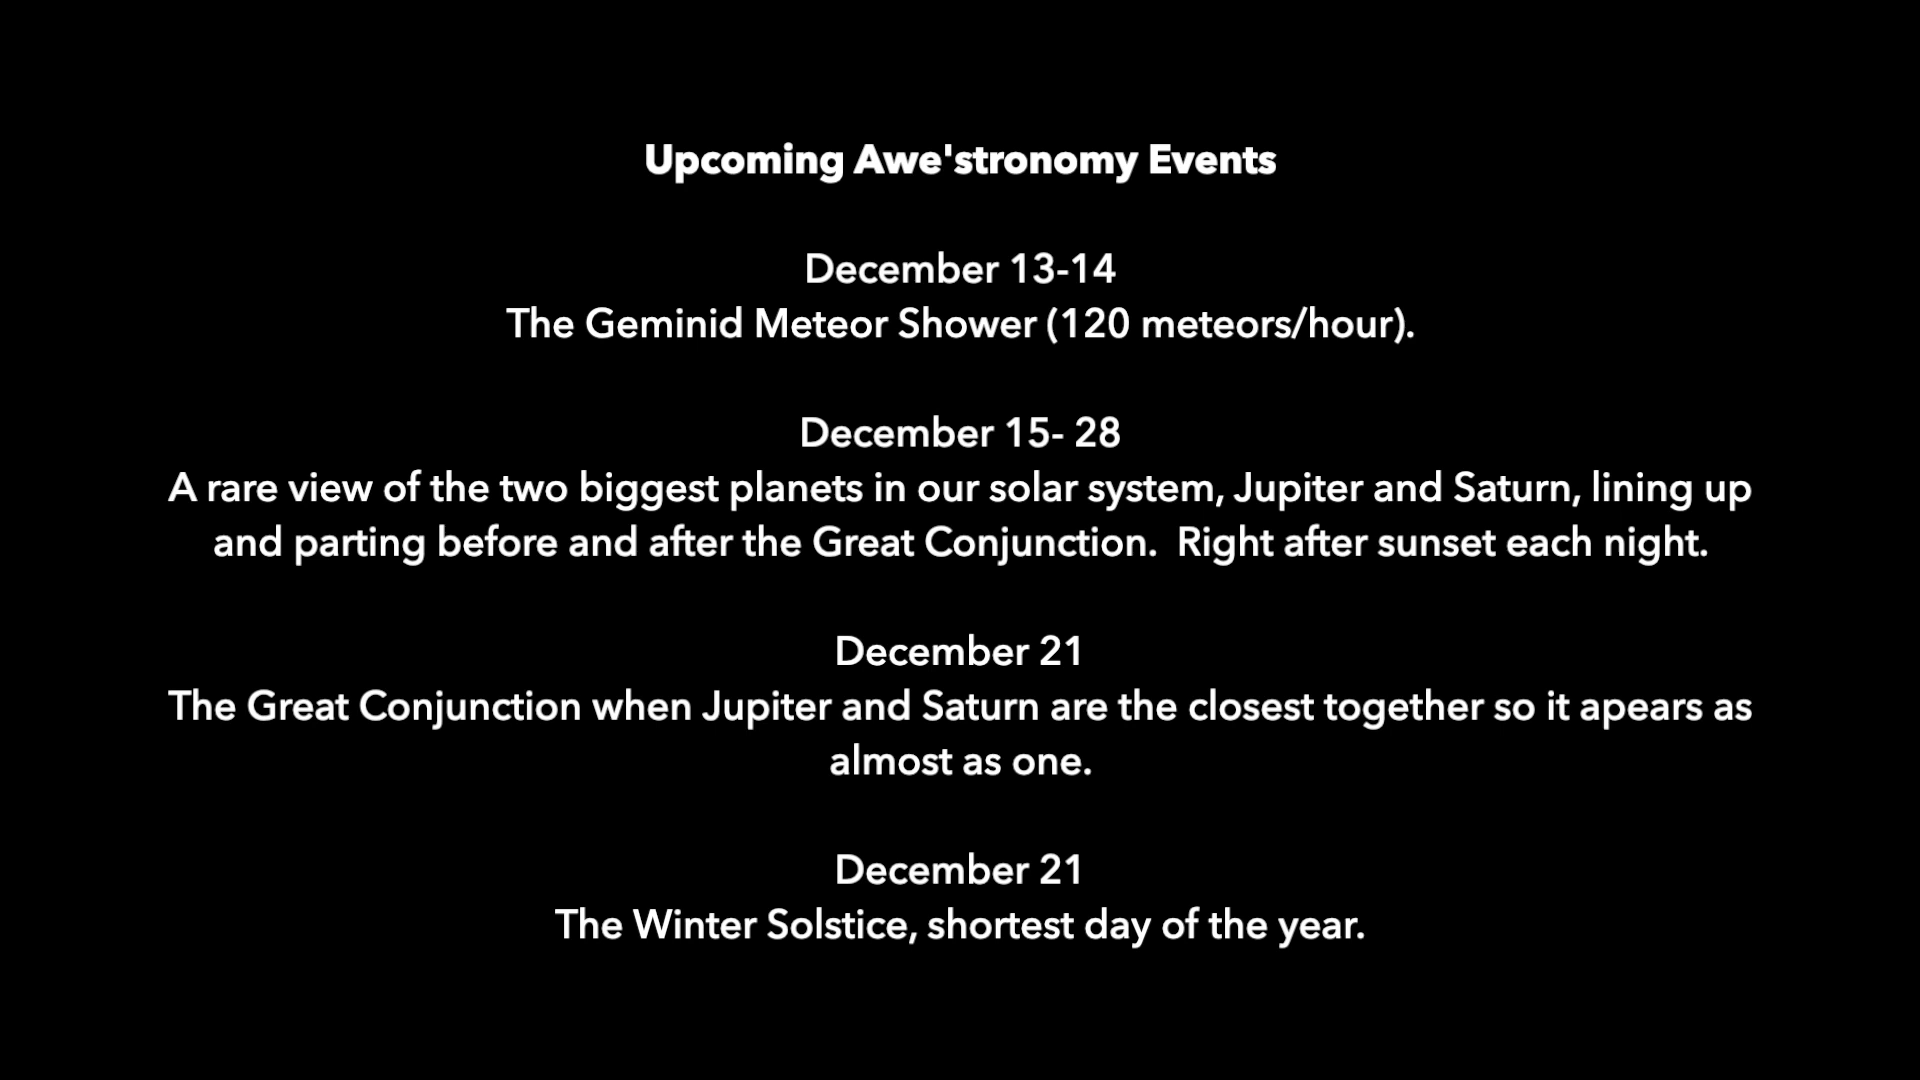 Upcoming Awe'stronomy Events
December 13-14
The Geminid Meteor Shower (120 meteors/hour).
December 15- 28
A rare view of the two biggest planets in our solar system, Jupiter and Saturn, lining up
and parting before and after the Great Conjunction.  Right after sunset each night.
December 21
The Great Conjunction when Jupiter and Saturn are the closest together so it apears as
almost as one.
December 21
The Winter Solstice, shortest day of the year.